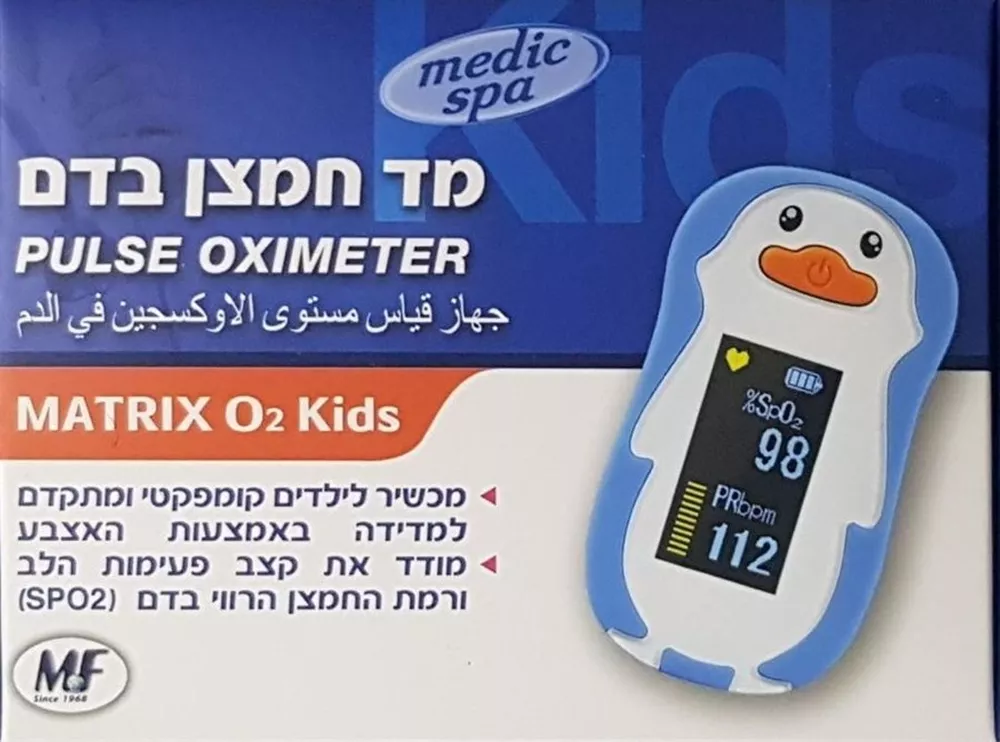 Kids
medic
spa
מד חמצן בדם
PULSE OXIMETER
جهاز قياس مستوى الاوكسجين في الدم
MATRIX O2 Kids
מכשיר לילדים קומפקטי ומתקדם
למדידה באמצעות האצבע
מודד את קצב פעימות הלב
ורמת החמצן הרווי בדם (SPO2)
%SpO2
98
PRbpm
112
M&F
Since 1968